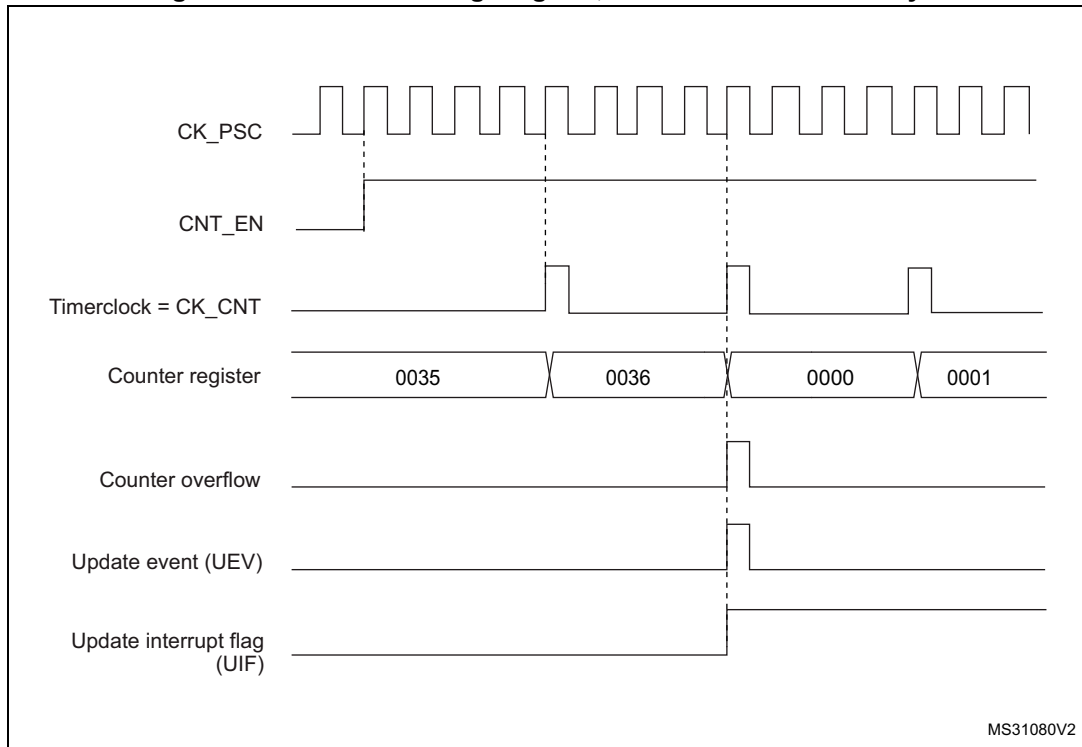 CK_PSC
CNT_EN
Timerclock = CK_CNT
Counter register
0035
0036
0000
0001
Counter overflow
Update event (UEV)
Update interrupt flag
(UIF)
MS31080V2